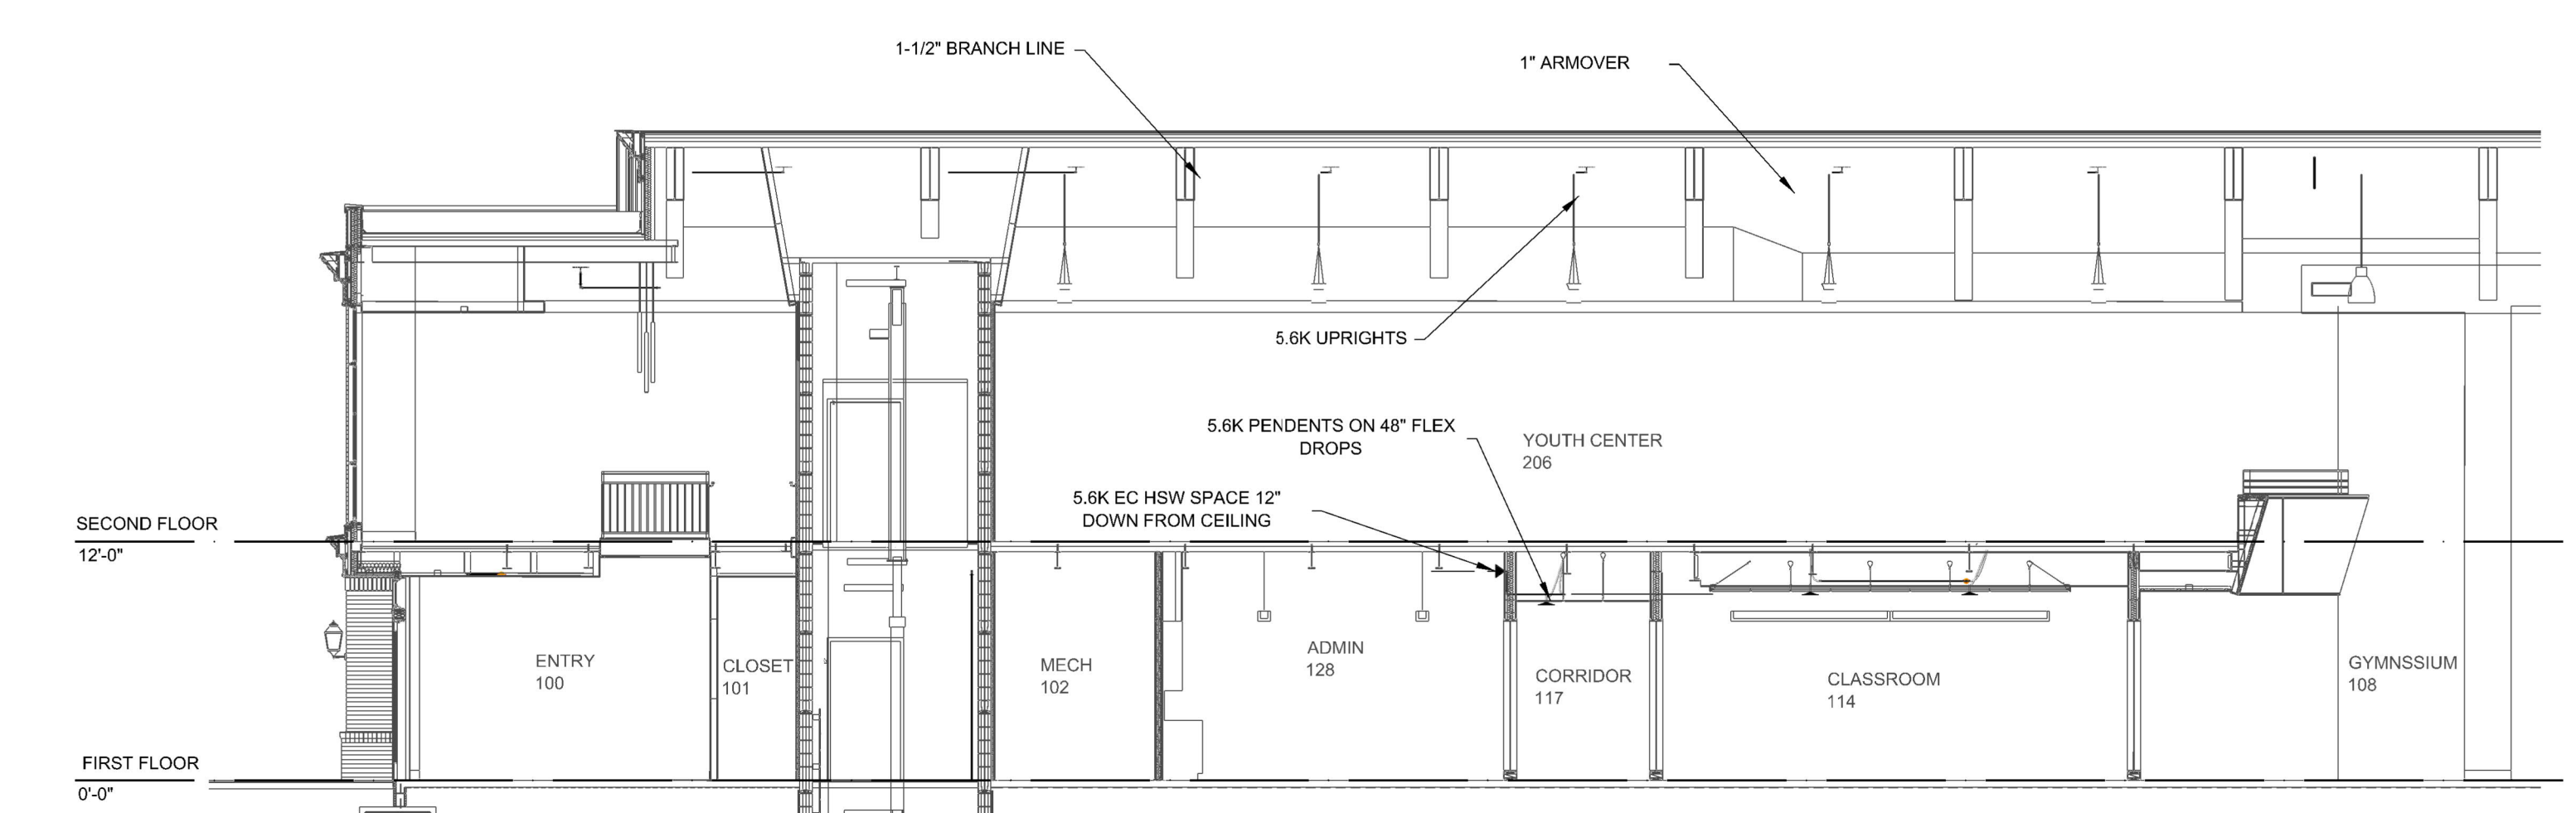 1-1/2" BRANCH LINE
1" ARMOVER
5.6K UPRIGHTS
5.6K PENDENTS ON 48" FLEX
DROPS
YOUTH CENTER
206
5.6K EC HSW SPACE 12"
DOWN FROM CEILING
SECOND FLOOR
12'-0"
ENTRY
100
CLOSET
101
MECH
102
ADMIN
128
CORRIDOR
117
CLASSROOM
114
GYMNSSIUM
108
FIRST FLOOR
0'-0"